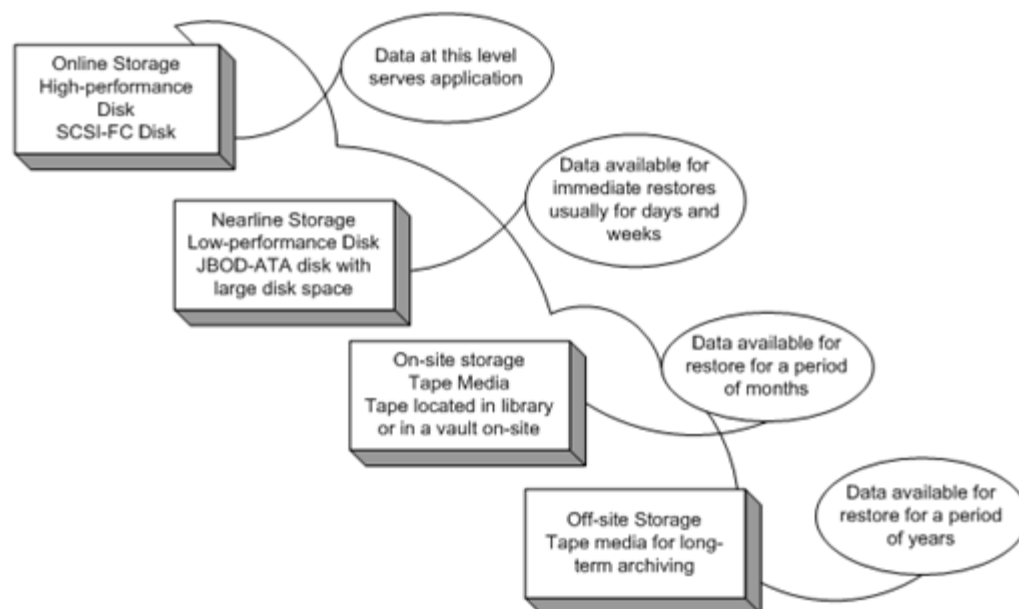 Online Storage
High-performance
Disk
SCSI-FC Disk
Data at this level
serves application
Nearline Storage
Low-performance Disk
JBOD-ATA disk with
large disk space
Data available for
immediate restores
usually for days and
weeks
On-site storage
Tape Media
Tape located in library
or in a vault on-site
Data available for
restore for a period
of months
Off-site Storage
Tape media for long-
term archiving
Data available for
restore for a period
of years